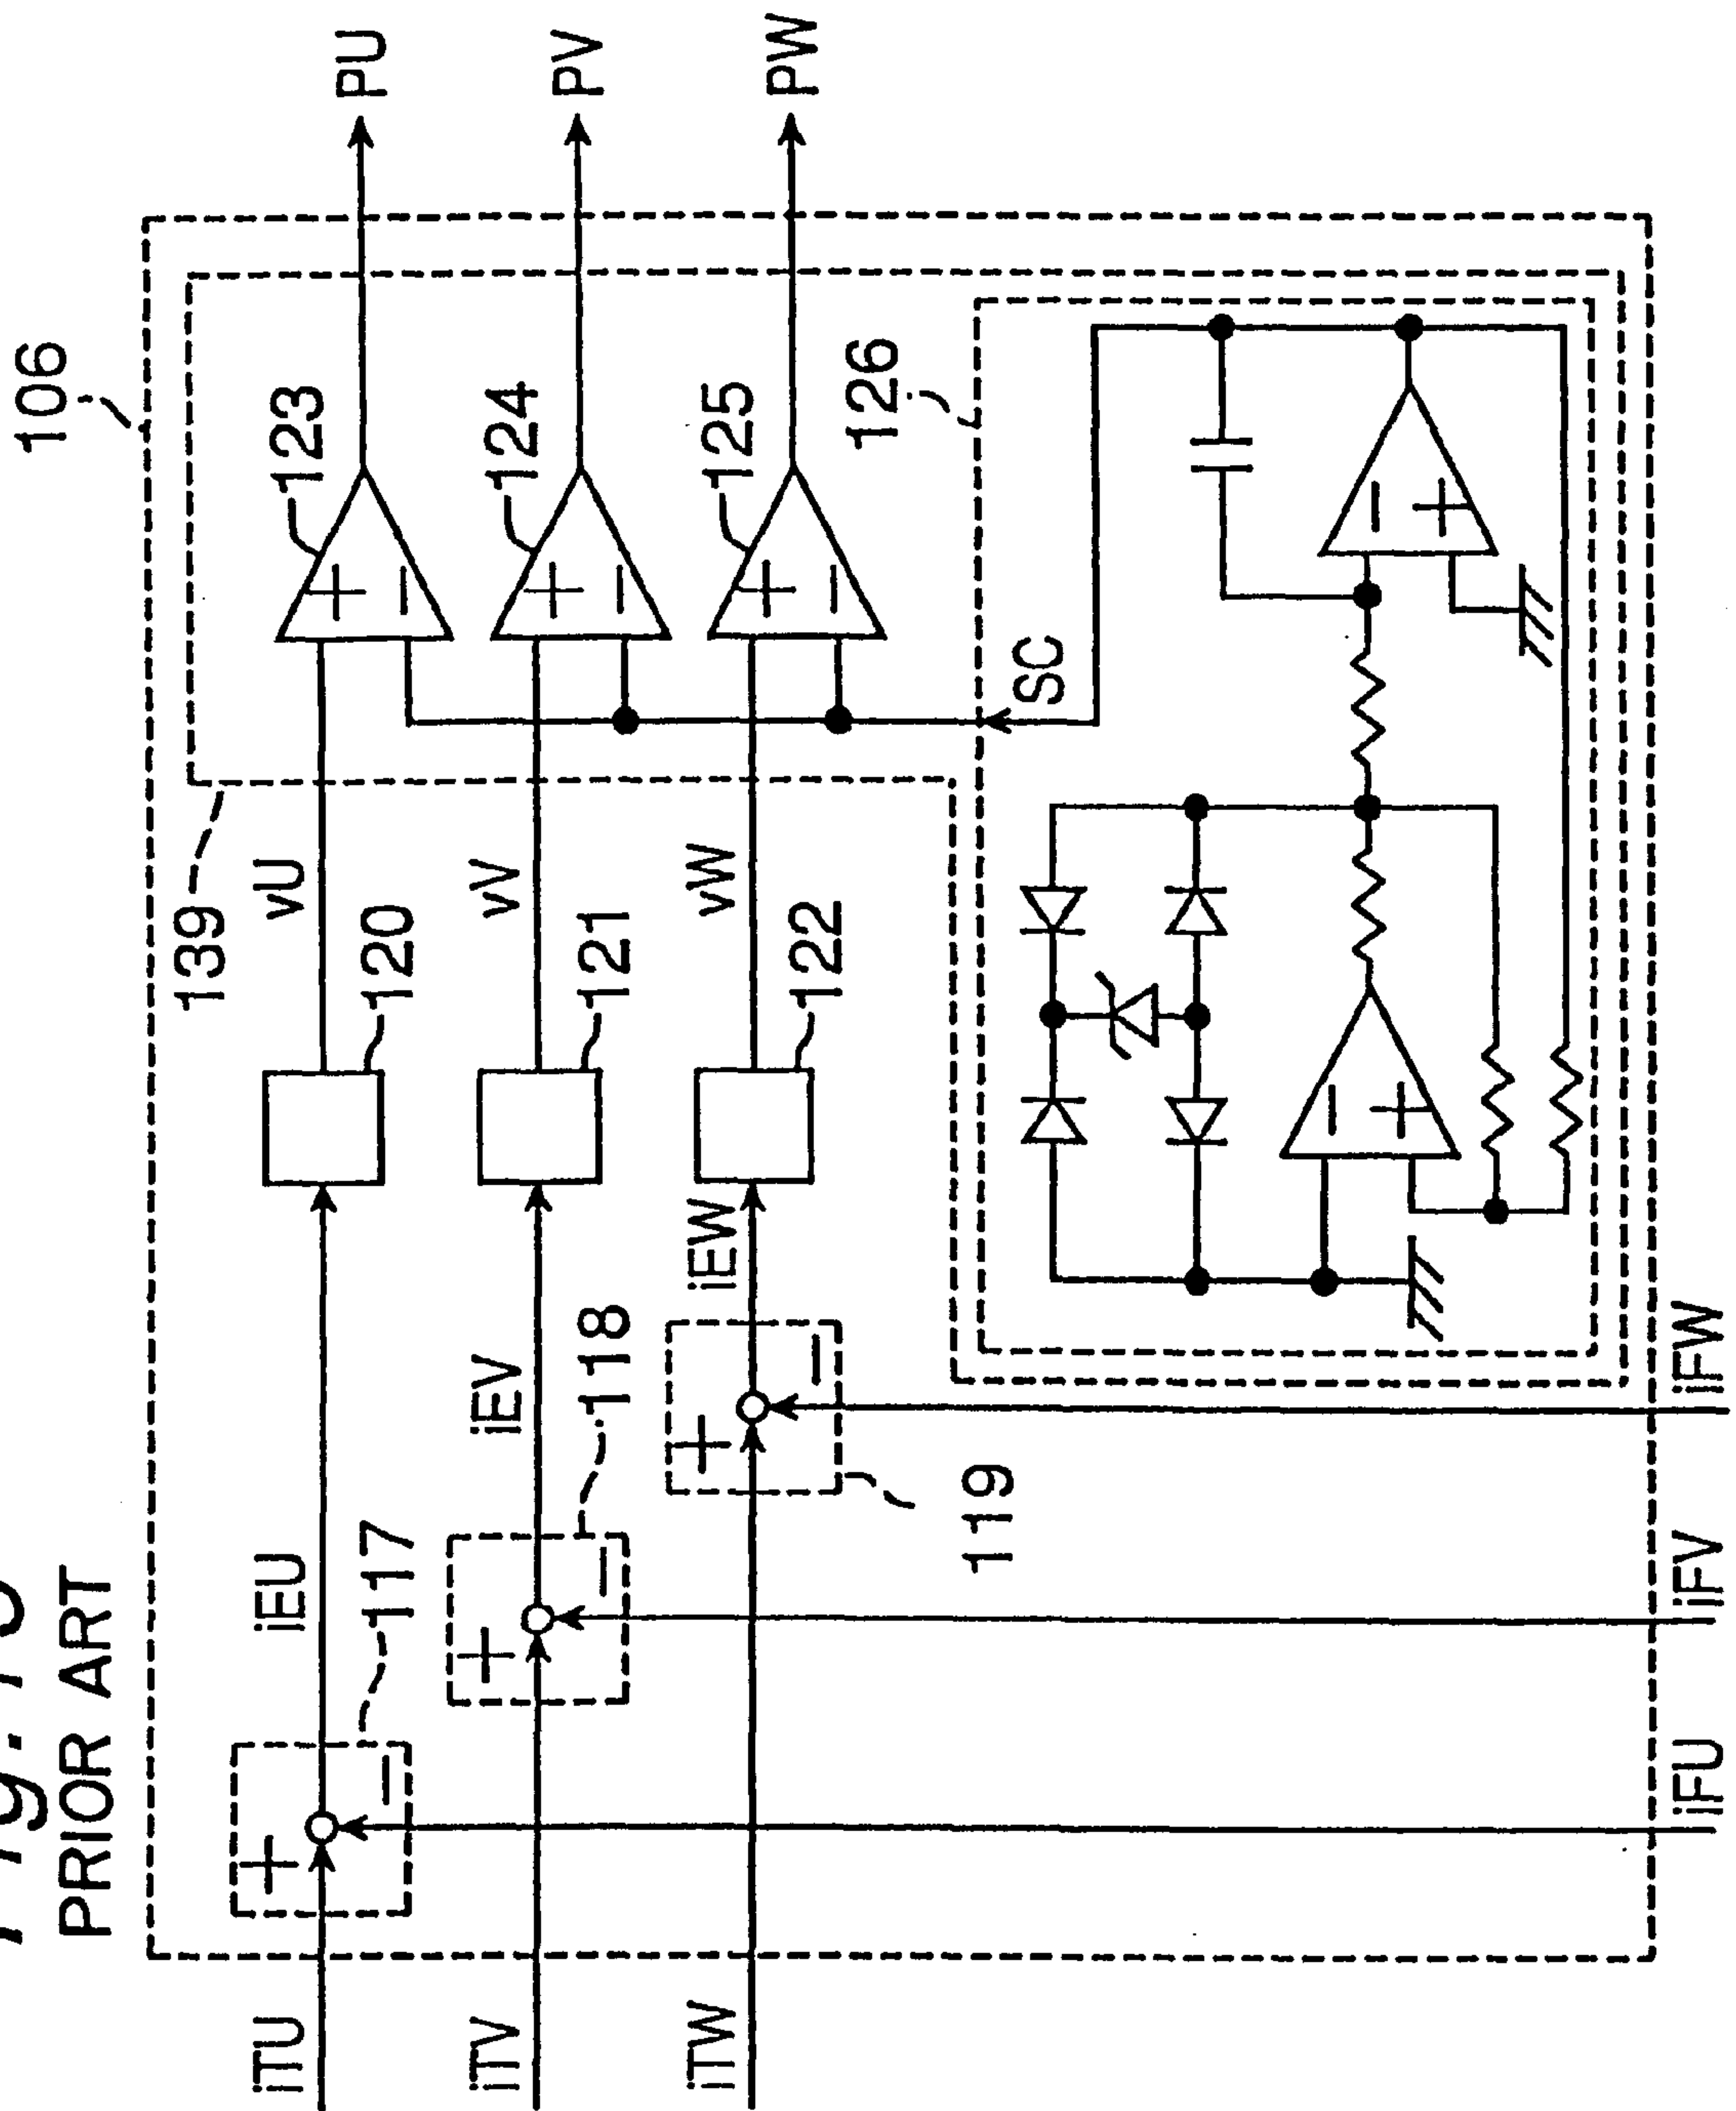 Fig.
PRIOR ART
106
139
123
iTU
iEU
vU
PU
+
−
+
−
117
120
124
iTV
iEV
vV
PV
+
−
+
−
118
121
125
iTW
iEW
vW
PW
+
−
+
−
122
126
119
SC
−
+
−
+
iFU
iFV
iFW